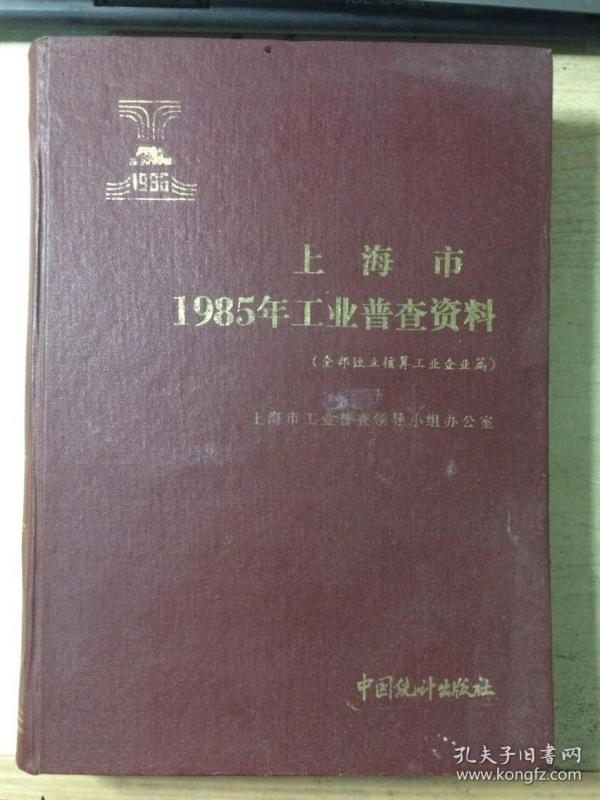 1986
上海市
1985年工业普查资料
（全部独立核算工业企业篇）
上海市工业普查领导小组办公室
中国统计出版社
孔夫子旧书网
www.kongfz.com